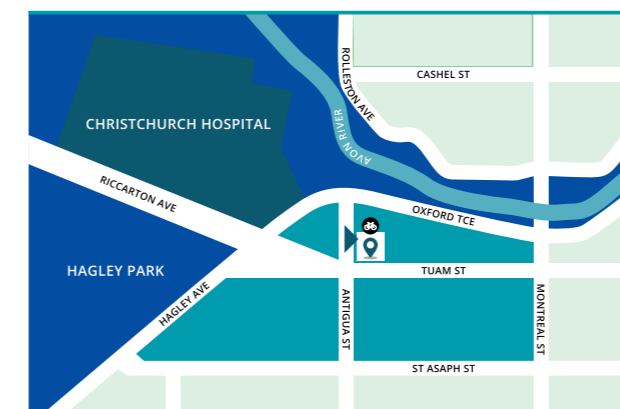 CASHEL ST
ROLLESTON AVE
CHRISTCHURCH HOSPITAL
AVON RIVER
RICCARTON AVE
OXFORD TCE
HAGLEY PARK
TUAM ST
HAGLEY AVE
ANTIGUA ST
MONTREAL ST
ST ASAPH ST